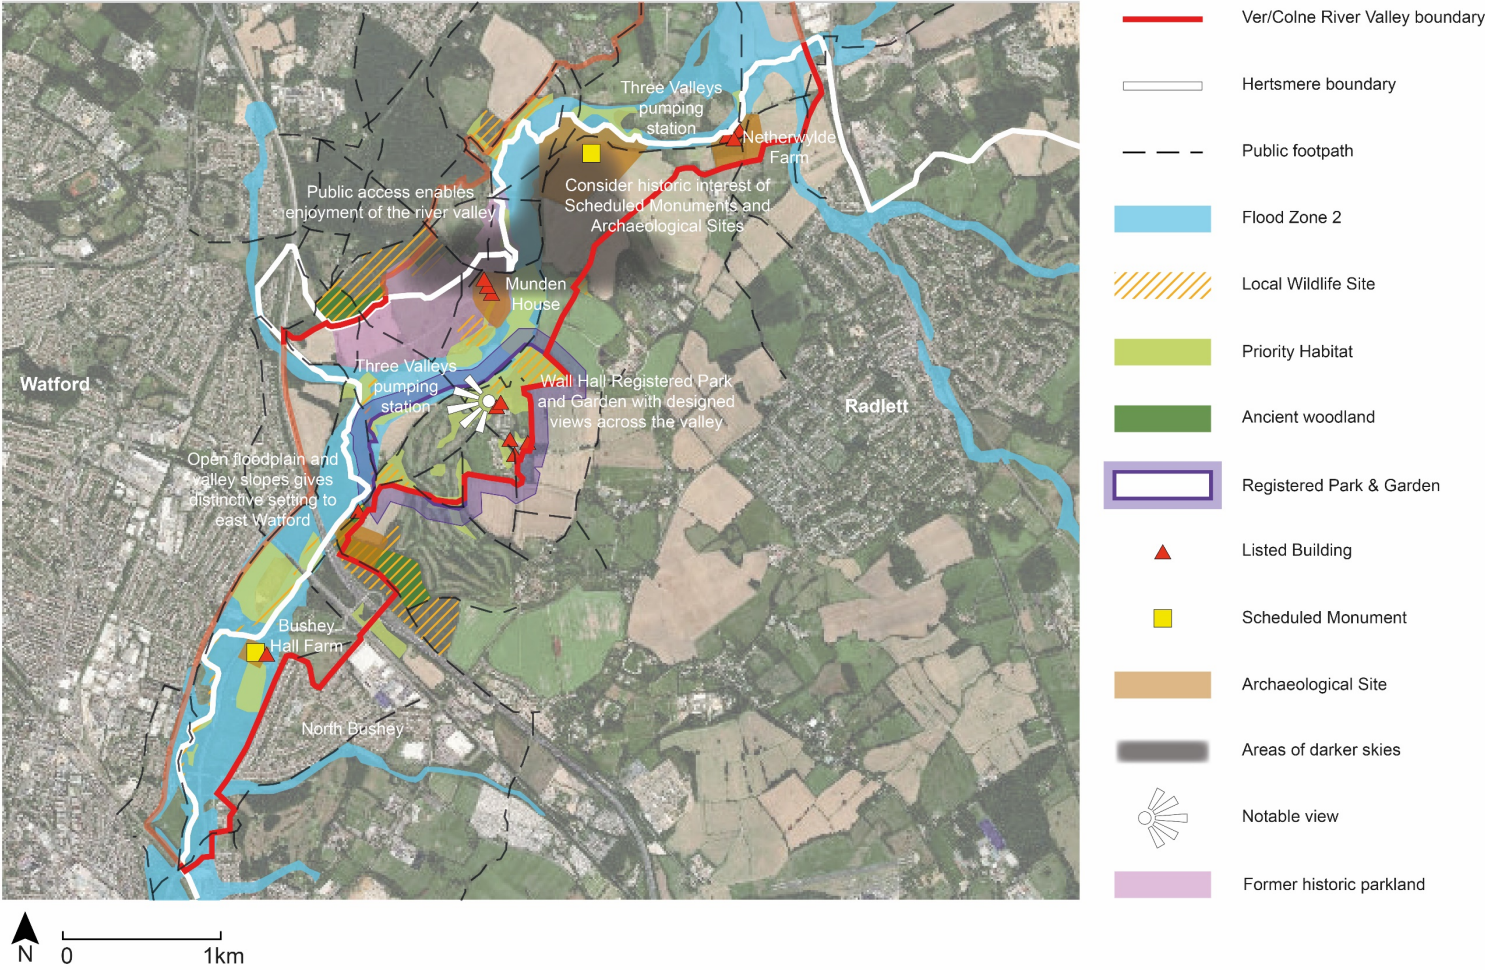 Three Valleys
pumping
station
Netherwylde
Farm
Public access enables
enjoyment of the river valley
Consider historic interest of
Scheduled Monuments and
Archaeological Sites
Munden
House
Three Valleys
pumping
station
Wall Hall Registered Park
and Garden with designed
views across the valley
Watford
Radlett
Open floodplain and
valley slopes gives
distinctive setting to
east Watford
Bushey
Hall Farm
North Bushey
N
0 1km
Ver/Colne River Valley boundary
Hertsmere boundary
Public footpath
Flood Zone 2
Local Wildlife Site
Priority Habitat
Ancient woodland
Registered Park & Garden
Listed Building
Scheduled Monument
Archaeological Site
Areas of darker skies
Notable view
Former historic parkland